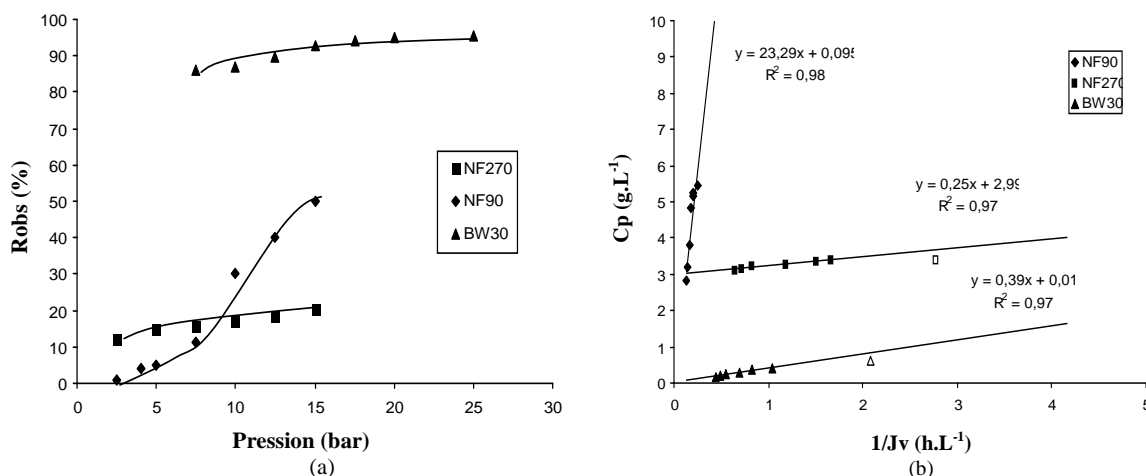 100
90
80
70
60
50
40
30
20
10
0
Robs (%)
0 5 10 15 20 25 30
Pression (bar)
NF270
NF90
BW30
(a)
10
9
8
7
6
5
4
3
2
1
0
Cp (g.L-1)
y = 23,29x + 0,095
R2 = 0,98
NF90
NF270
BW30
y = 0,25x + 2,99
R2 = 0,97
y = 0,39x + 0,01
R2 = 0,97
0 1 2 3 4 5
1/Jv (h.L-1)
(b)